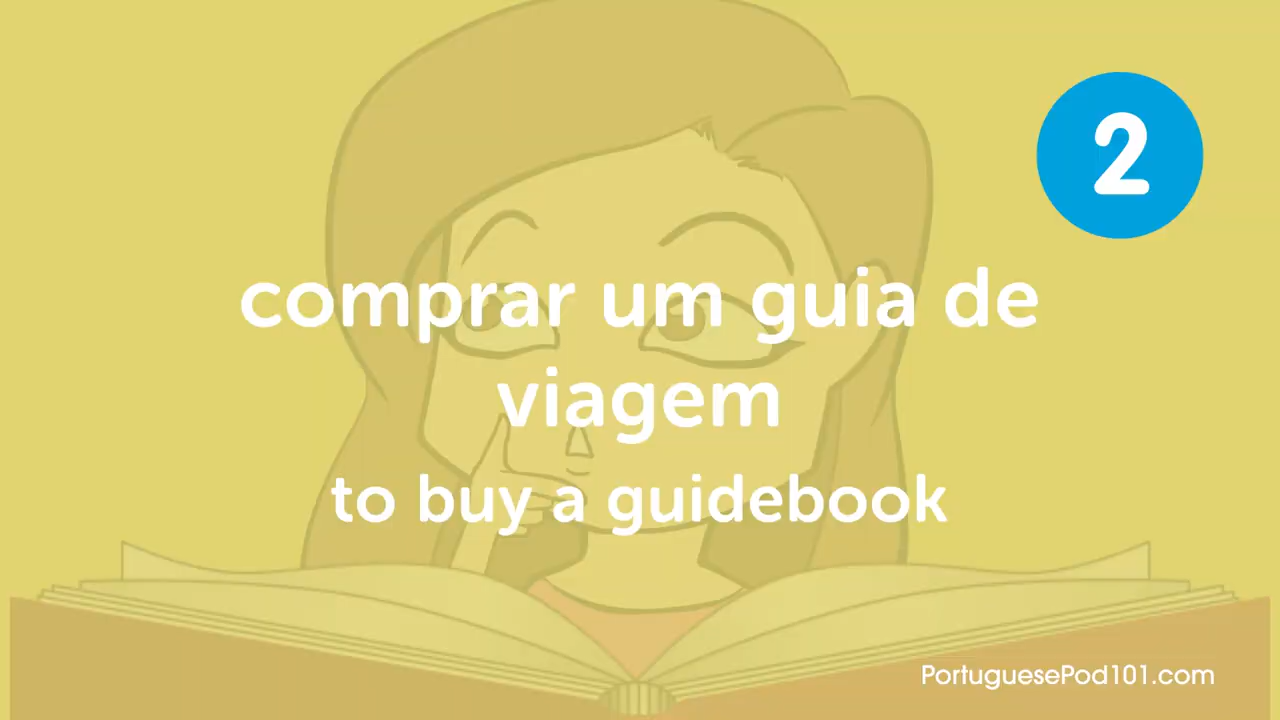 2
comprar um guia de
viagem
to buy a guidebook
PortuguesePod101.com